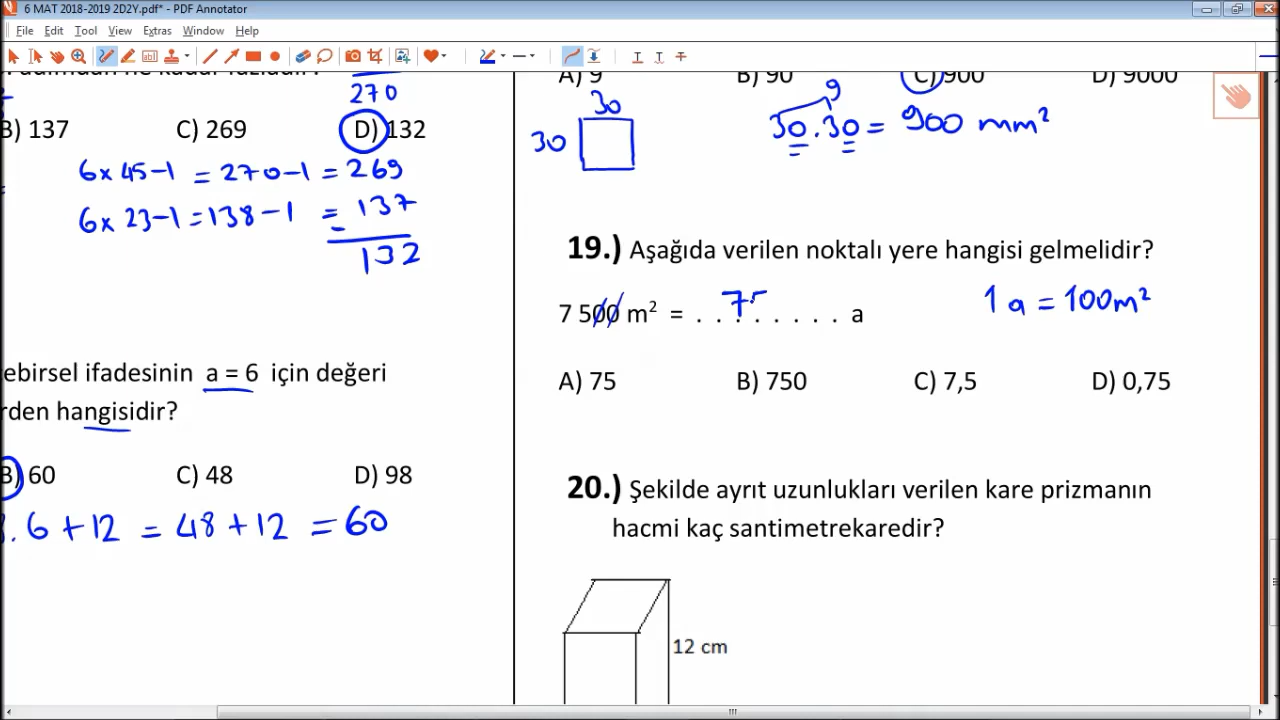 6 MAT 2018-2019 2D2Y.pdf* - PDF Annotator
File Edit Tool View Extras Window Help
270
B) 137 C) 269 D) 132
6x 45-1 = 270-1 = 269
6x 23-1 = 138-1 = 137
-
132
ebirsel ifadesinin a = 6 için değeri
rden hangisidir?
B) 60 C) 48 D) 98
. 6 + 12 = 48 + 12 = 60
A) 9 B) 90 C) 900 D) 9000
30 9
30 30.30 = 900 mm²
19.) Aşağıda verilen noktalı yere hangisi gelmelidir?
1 a = 100m²
7 500 m² = . . 75 . . . . . . a
A) 75 B) 750 C) 7,5 D) 0,75
20.) Şekilde ayrıt uzunlukları verilen kare prizmanın
hacmi kaç santimetrekaredir?
12 cm